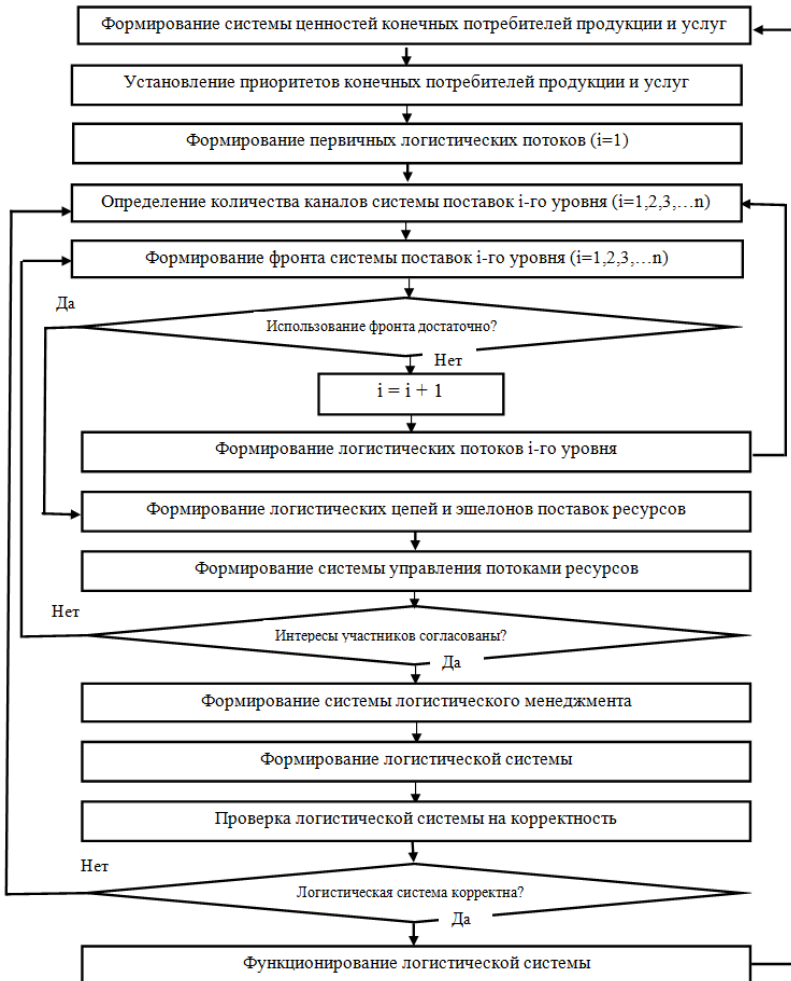 Формирование системы ценностей конечных потребителей продукции и услуг
Установление приоритетов конечных потребителей продукции и услуг
Формирование первичных логистических потоков (i=1)
Определение количества каналов системы поставок i-го уровня (i=1,2,3,…n)
Формирование фронта системы поставок i-го уровня (i=1,2,3,…n)
Да
Использование фронта достаточно?
Нет
i = i + 1
Формирование логистических потоков i-го уровня
Формирование логистических цепей и эшелонов поставок ресурсов
Формирование системы управления потоками ресурсов
Нет
Интересы участников согласованы?
Да
Формирование системы логистического менеджмента
Формирование логистической системы
Проверка логистической системы на корректность
Нет
Логистическая система корректна?
Да
Функционирование логистической системы